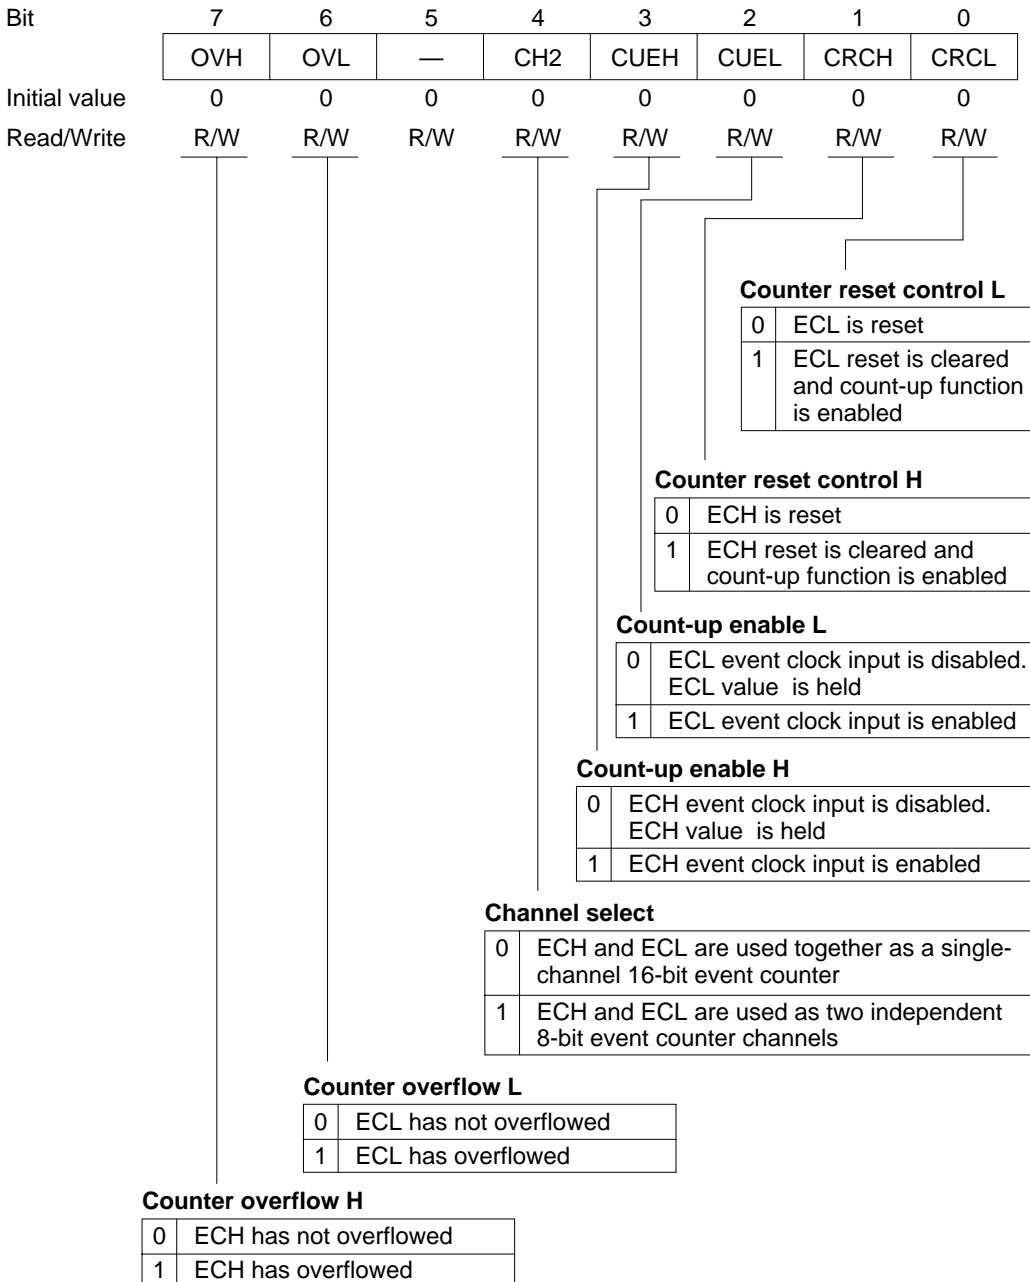 Bit 7 6 5 4 3 2 1 0
OVH OVL — CH2 CUEH CUEL CRCH CRCL
Initial value 0 0 0 0 0 0 0 0
Read/Write R/W R/W R/W R/W R/W R/W R/W R/W
Counter reset control L
0 ECL is reset
1 ECL reset is cleared
and count-up function
is enabled
Counter reset control H
0 ECH is reset
1 ECH reset is cleared and
count-up function is enabled
Count-up enable L
0 ECL event clock input is disabled.
ECL value is held
1 ECL event clock input is enabled
Count-up enable H
0 ECH event clock input is disabled.
ECH value is held
1 ECH event clock input is enabled
Channel select
0 ECH and ECL are used together as a single-
channel 16-bit event counter
1 ECH and ECL are used as two independent
8-bit event counter channels
Counter overflow L
0 ECL has not overflowed
1 ECL has overflowed
Counter overflow H
0 ECH has not overflowed
1 ECH has overflowed